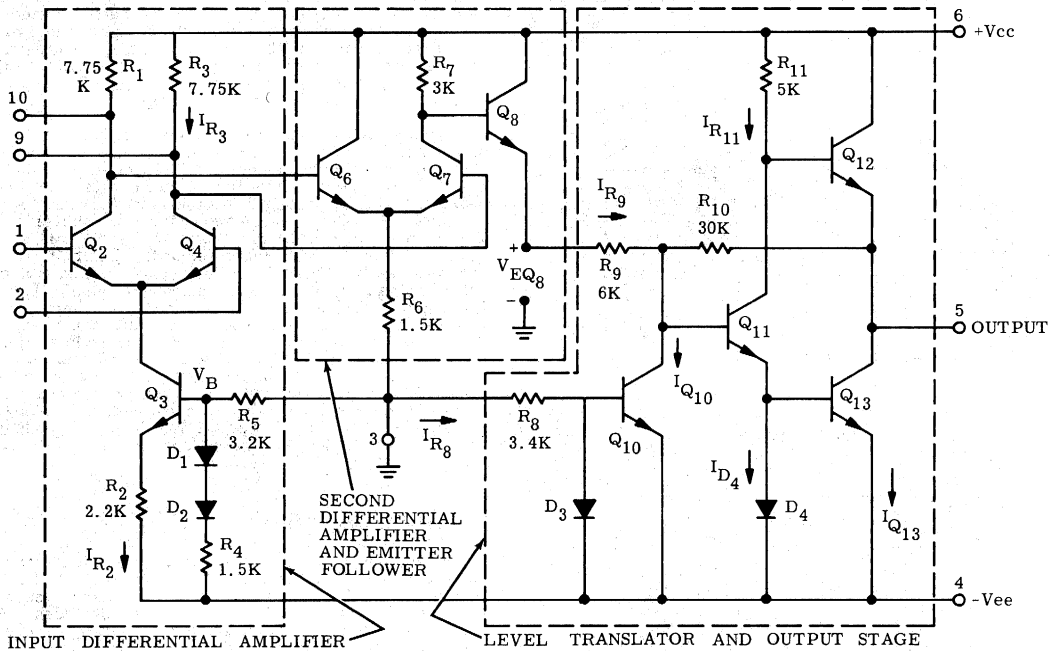 6
+Vcc
7.75
K
R1
R3
7.75K
R7
3K
R11
5K
10
IR3
9
Q8
IR11
Q12
Q6
Q7
IR9
R10
30K
1
Q2
Q4
+
R9
6K
VEQ8
-
2
R6
1.5K
Q11
5
OUTPUT
Q3
VB
R5
3.2K
3
IR8
R8
3.4K
IQ10
Q10
Q13
D1
R2
2.2K
D2
D3
ID4
D4
IQ13
IR2
R4
1.5K
SECOND
DIFFERENTIAL
AMPLIFIER
AND EMITTER
FOLLOWER
4
-Vee
INPUT DIFFERENTIAL AMPLIFIER
LEVEL TRANSLATOR AND OUTPUT STAGE